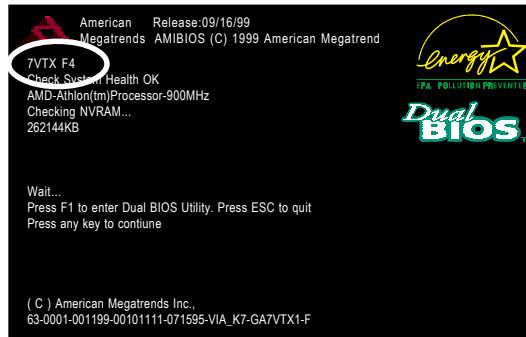 American Release:09/16/99
Megatrends AMIBIOS (C) 1999 American Megatrend
7VTX F4
Check System Health OK
AMD-Athlon(tm)Processor-900MHz
Checking NVRAM...
262144KB
energy
EPA POLLUTION PREVENTER
Dual
BIOS
Wait...
Press F1 to enter Dual BIOS Utility. Press ESC to quit
Press any key to contiune
( C ) American Megatrends Inc.,
63-0001-001199-00101111-071595-VIA_K7-GA7VTX1-F